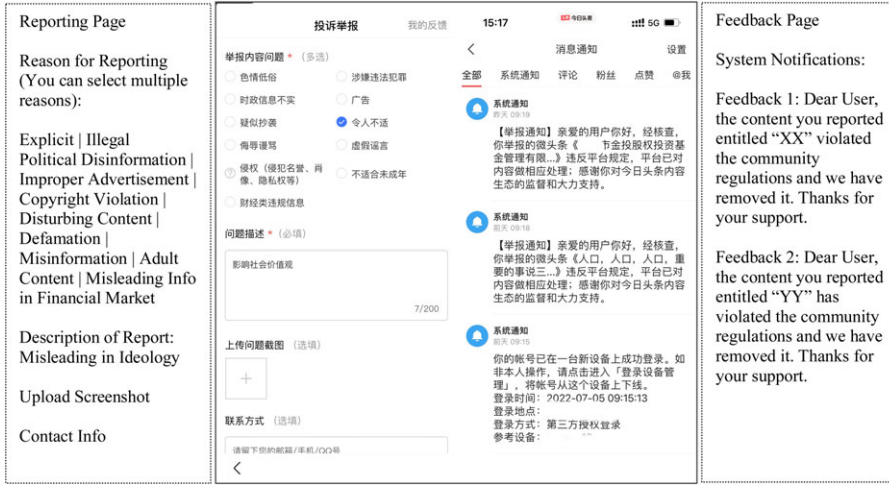 Reporting Page
Reason for Reporting
(You can select multiple
reasons):
Explicit | Illegal
Political Disinformation |
Improper Advertisement |
Copyright Violation |
Disturbing Content |
Defamation |
Misinformation | Adult
Content | Misleading Info
in Financial Market
Description of Report:
Misleading in Ideology
Upload Screenshot
Contact Info
投诉举报 我的反馈
举报内容问题 * (多选)
色情低俗 涉嫌违法犯罪
时政信息不实 广告
疑似抄袭 令人不适
侮辱谩骂 虚假谣言
侵权（侵犯名誉、肖
像、隐私权等） 不适合未成年
财经类违规信息
问题描述 * （必填）
影响社会价值观
7/200
上传问题截图 （选填）
+
联系方式 （选填）
请留下您的邮箱/手机/QQ号
15:17 今日头条 5G
消息通知 设置
全部 系统通知 评论 粉丝 点赞 @我
系统通知
昨天 09:19
【举报通知】亲爱的用户你好，经核查，
你举报的微头条《 节金投股权投资基
金管理有限...》违反平台规定，平台已对
内容做相应处理；感谢你对今日头条内容
生态的监督和大力支持。
系统通知
前天 09:18
【举报通知】亲爱的用户你好，经核查，
你举报的微头条《人口，人口，人口，重
要的事说三...》违反平台规定，平台已对
内容做相应处理；感谢你对今日头条内容
生态的监督和大力支持。
系统通知
前天 09:15
你的帐号已在一台新设备上成功登录。如
非本人操作，请点击进入「登录设备管
理」，将帐号从这个设备上下线。
登录时间：2022-07-05 09:15:13
登录地点：
登录方式：第三方授权登录
参考设备：
Feedback Page
System Notifications:
Feedback 1: Dear User,
the content you reported
entitled “XX” violated
the community
regulations and we have
removed it. Thanks for
your support.
Feedback 2: Dear User,
the content you reported
entitled “YY” has
violated the community
regulations and we have
removed it. Thanks for
your support.